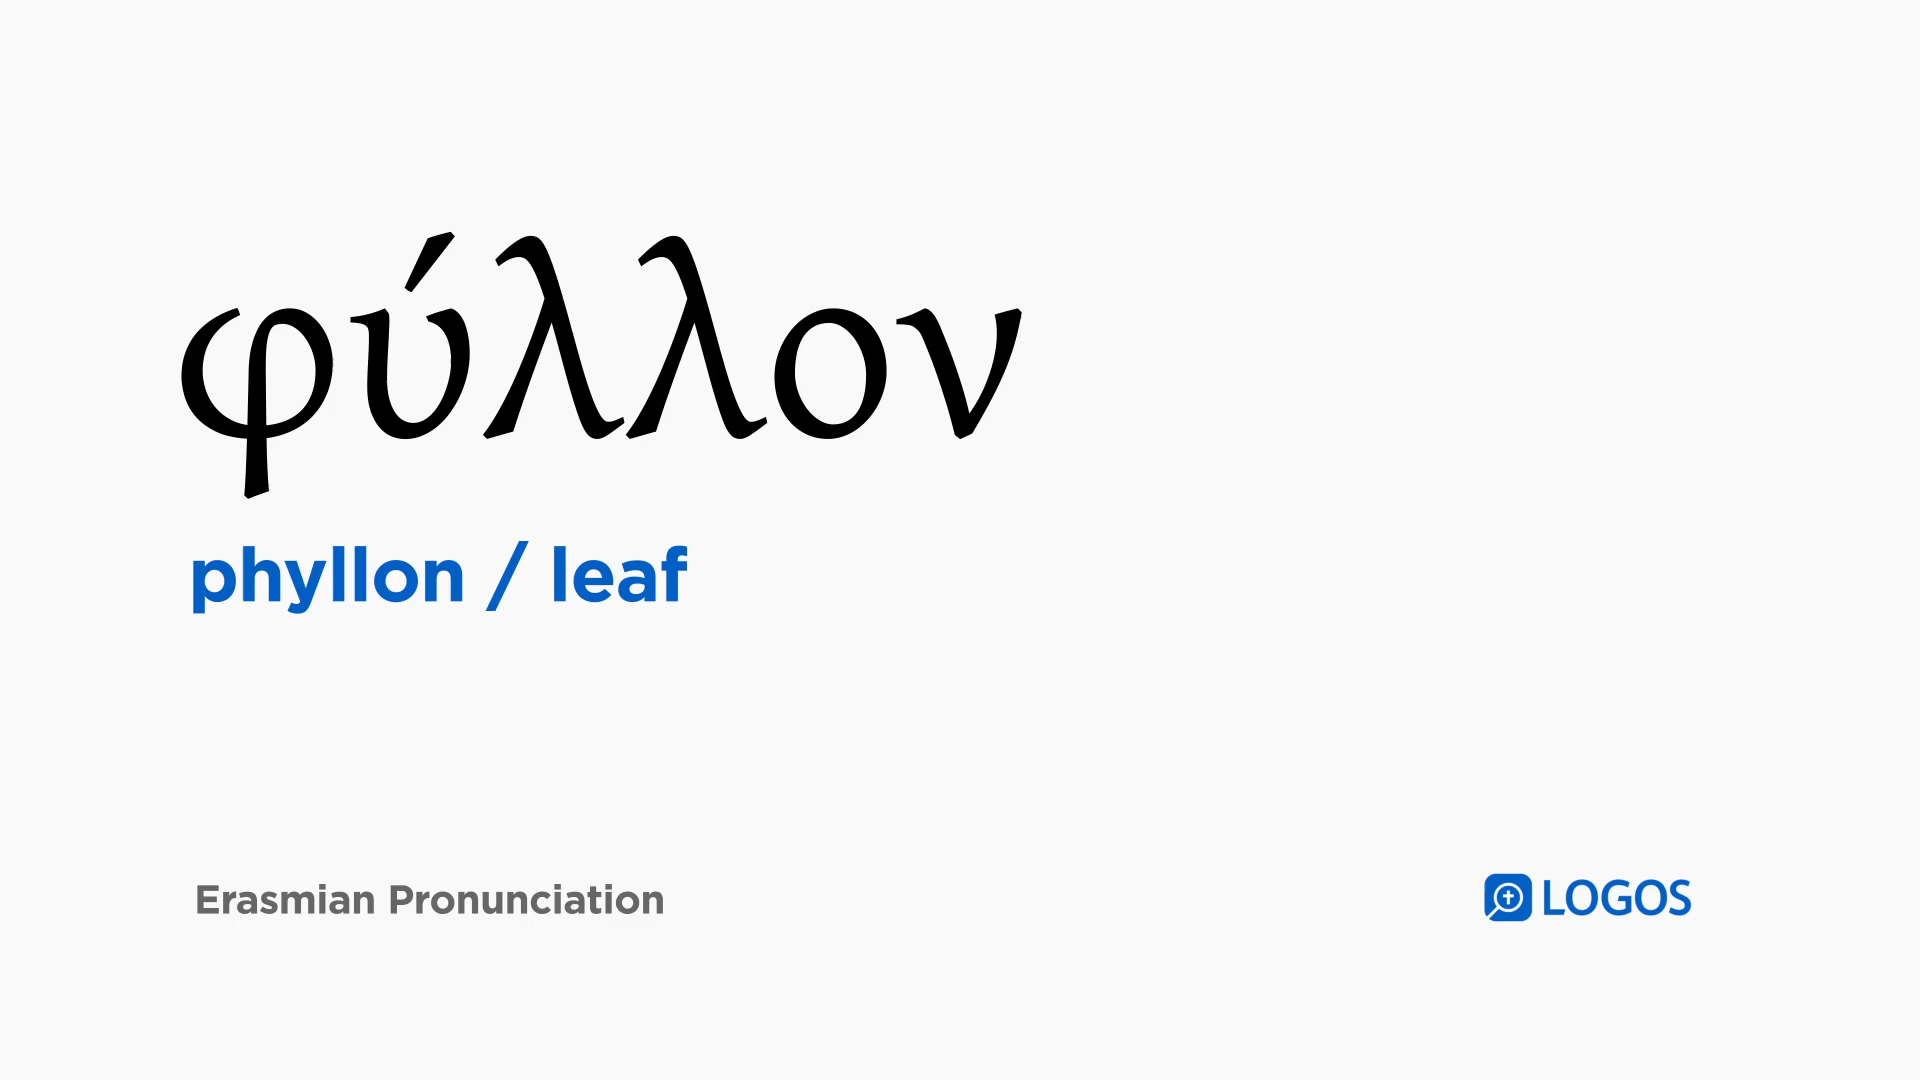 φύλλον
phyllon / leaf
Erasmian Pronunciation
LOGOS